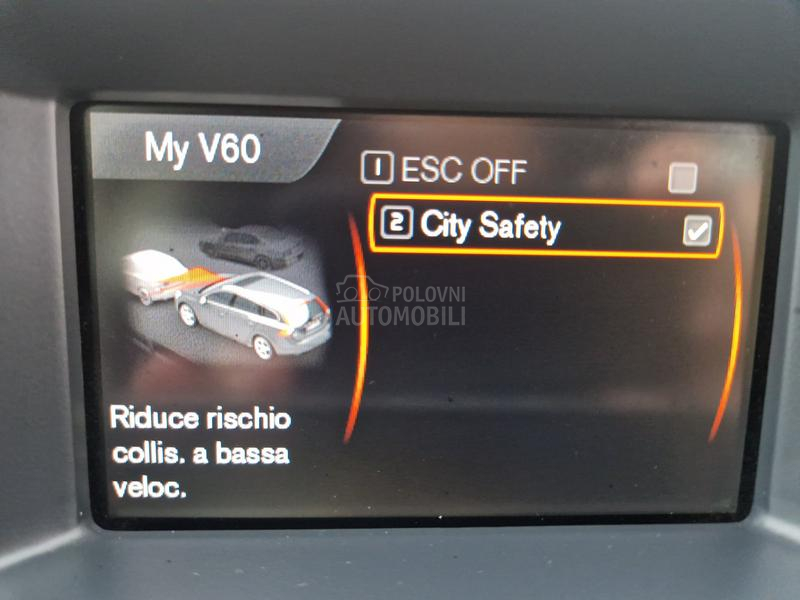 My V60
1 ESC OFF
2 City Safety
POLOVNI
AUTOMOBILI
Riduce rischio
collis. a bassa
veloc.